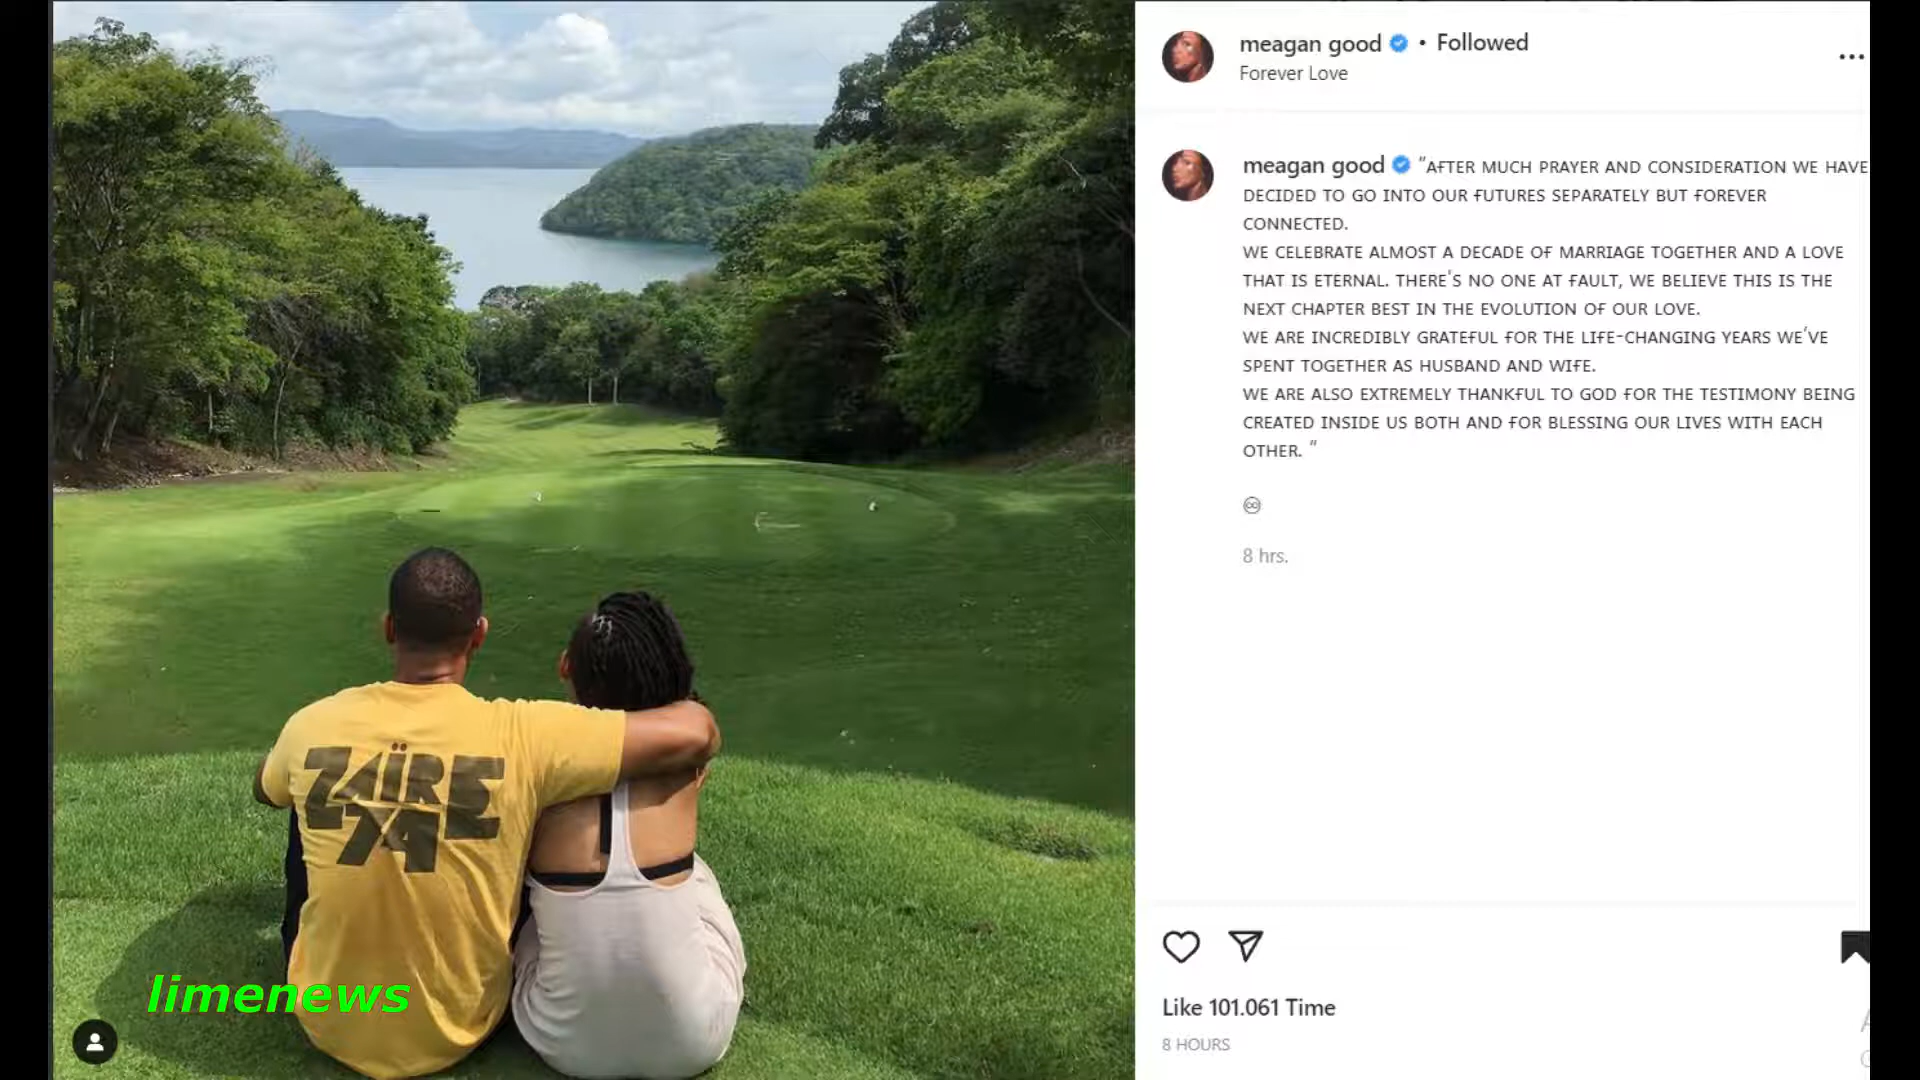 meagan good • Followed
Forever Love
meagan good "AFTER MUCH PRAYER AND CONSIDERATION WE HAVE
DECIDED TO GO INTO OUR FUTURES SEPARATELY BUT FOREVER
CONNECTED.
WE CELEBRATE ALMOST A DECADE OF MARRIAGE TOGETHER AND A LOVE
THAT IS ETERNAL. THERE'S NO ONE AT FAULT, WE BELIEVE THIS IS THE
NEXT CHAPTER BEST IN THE EVOLUTION OF OUR LOVE.
WE ARE INCREDIBLY GRATEFUL FOR THE LIFE-CHANGING YEARS WE'VE
SPENT TOGETHER AS HUSBAND AND WIFE.
WE ARE ALSO EXTREMELY THANKFUL TO GOD FOR THE TESTIMONY BEING
CREATED INSIDE US BOTH AND FOR BLESSING OUR LIVES WITH EACH
OTHER. "
♾
8 hrs.
ZAÏRE
74
limenews
Like 101.061 Time
8 HOURS